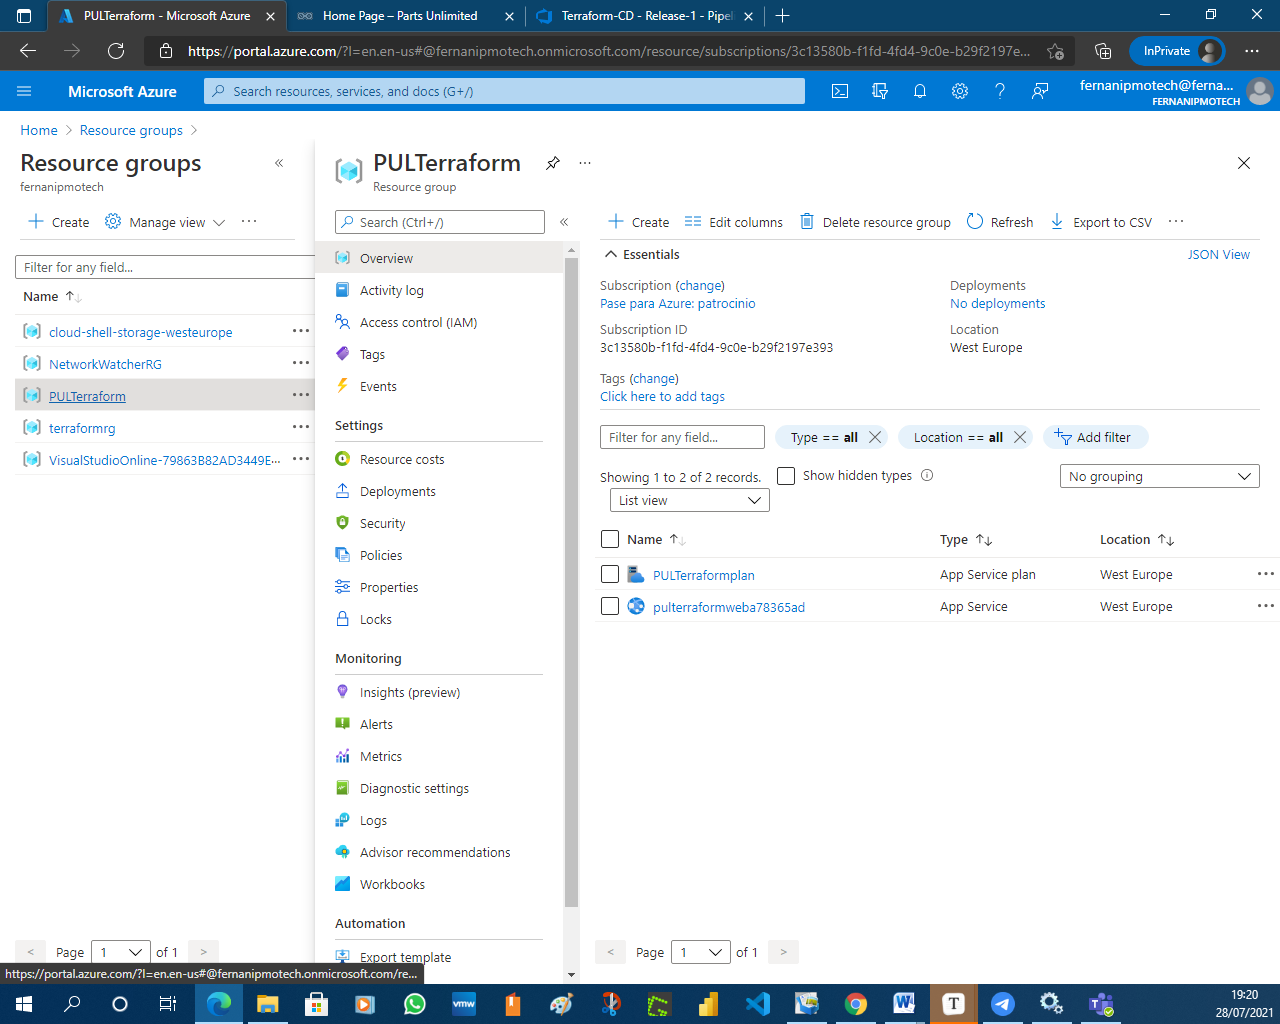 PULTerraform - Microsoft Azure
Home Page – Parts Unlimited
Terraform-CD - Release-1 - Pipel
https://portal.azure.com/?l=en.en-us#@fernanipmotech.onmicrosoft.com/resource/subscriptions/3c13580b-f1fd-4fd4-9c0e-b29f2197e...
InPrivate
Microsoft Azure
Search resources, services, and docs (G+/)
fernanipmotech@ferna...
FERNANIPMOTECH
Home > Resource groups >
Resource groups
fernanipmotech
Create
Manage view
Filter for any field...
Name
cloud-shell-storage-westeurope
NetworkWatcherRG
PULTerraform
terraformrg
VisualStudioOnline-79863B82AD3449E...
< Page 1 of 1 >
https://portal.azure.com/?l=en.en-us#@fernanipmotech.onmicrosoft.com/re...
PULTerraform
Resource group
Search (Ctrl+/)
Overview
Activity log
Access control (IAM)
Tags
Events
Settings
Resource costs
Deployments
Security
Policies
Properties
Locks
Monitoring
Insights (preview)
Alerts
Metrics
Diagnostic settings
Logs
Advisor recommendations
Workbooks
Automation
Export template
Create
Edit columns
Delete resource group
Refresh
Export to CSV
Essentials
JSON View
Subscription (change)
Pase para Azure: patrocinio
Subscription ID
3c13580b-f1fd-4fd4-9c0e-b29f2197e393
Tags (change)
Click here to add tags
Deployments
No deployments
Location
West Europe
Filter for any field...
Type == all
Location == all
Add filter
Showing 1 to 2 of 2 records.
Show hidden types
No grouping
List view
Name Type Location
PULTerraformplan App Service plan West Europe
pulterraformweba78365ad App Service West Europe
< Page 1 of 1 >
vmw
W
T
19:20
28/07/2021